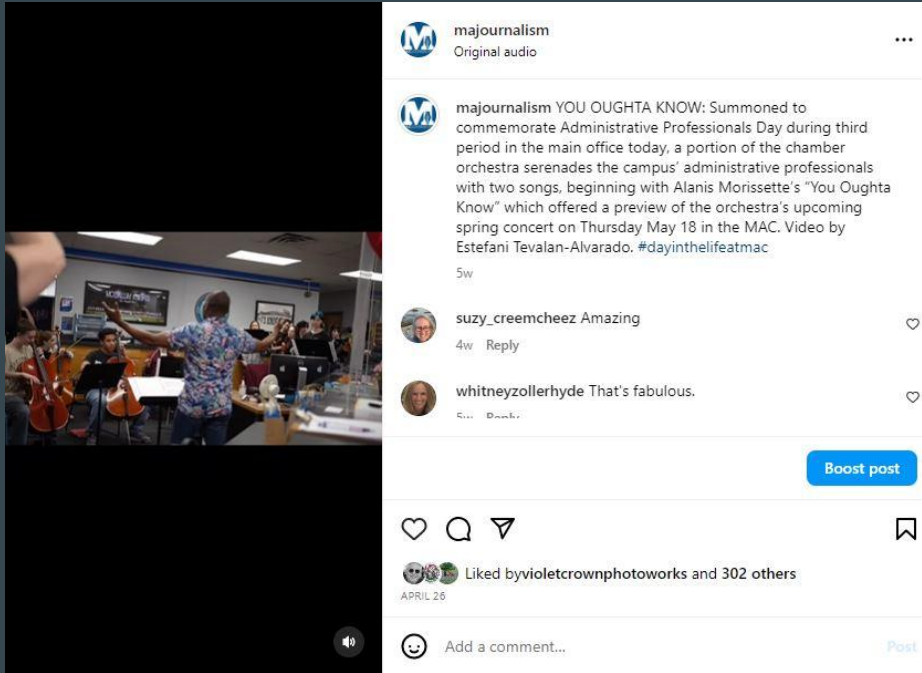 majournalism
Original audio
majournalism YOU OUGHTA KNOW: Summoned to
commemorate Administrative Professionals Day during third
period in the main office today, a portion of the chamber
orchestra serenades the campus' administrative professionals
with two songs, beginning with Alanis Morissette's "You Oughta
Know" which offered a preview of the orchestra's upcoming
spring concert on Thursday May 18 in the MAC. Video by
Estefani Tevalan-Alvarado. #dayinthelifeatmac
5w
suzy_creemcheez Amazing
4w Reply
whitneyzollerhyde That's fabulous.
5w Reply
Boost post
Liked byvioletcrownphotoworks and 302 others
APRIL 26
Add a comment...
Post